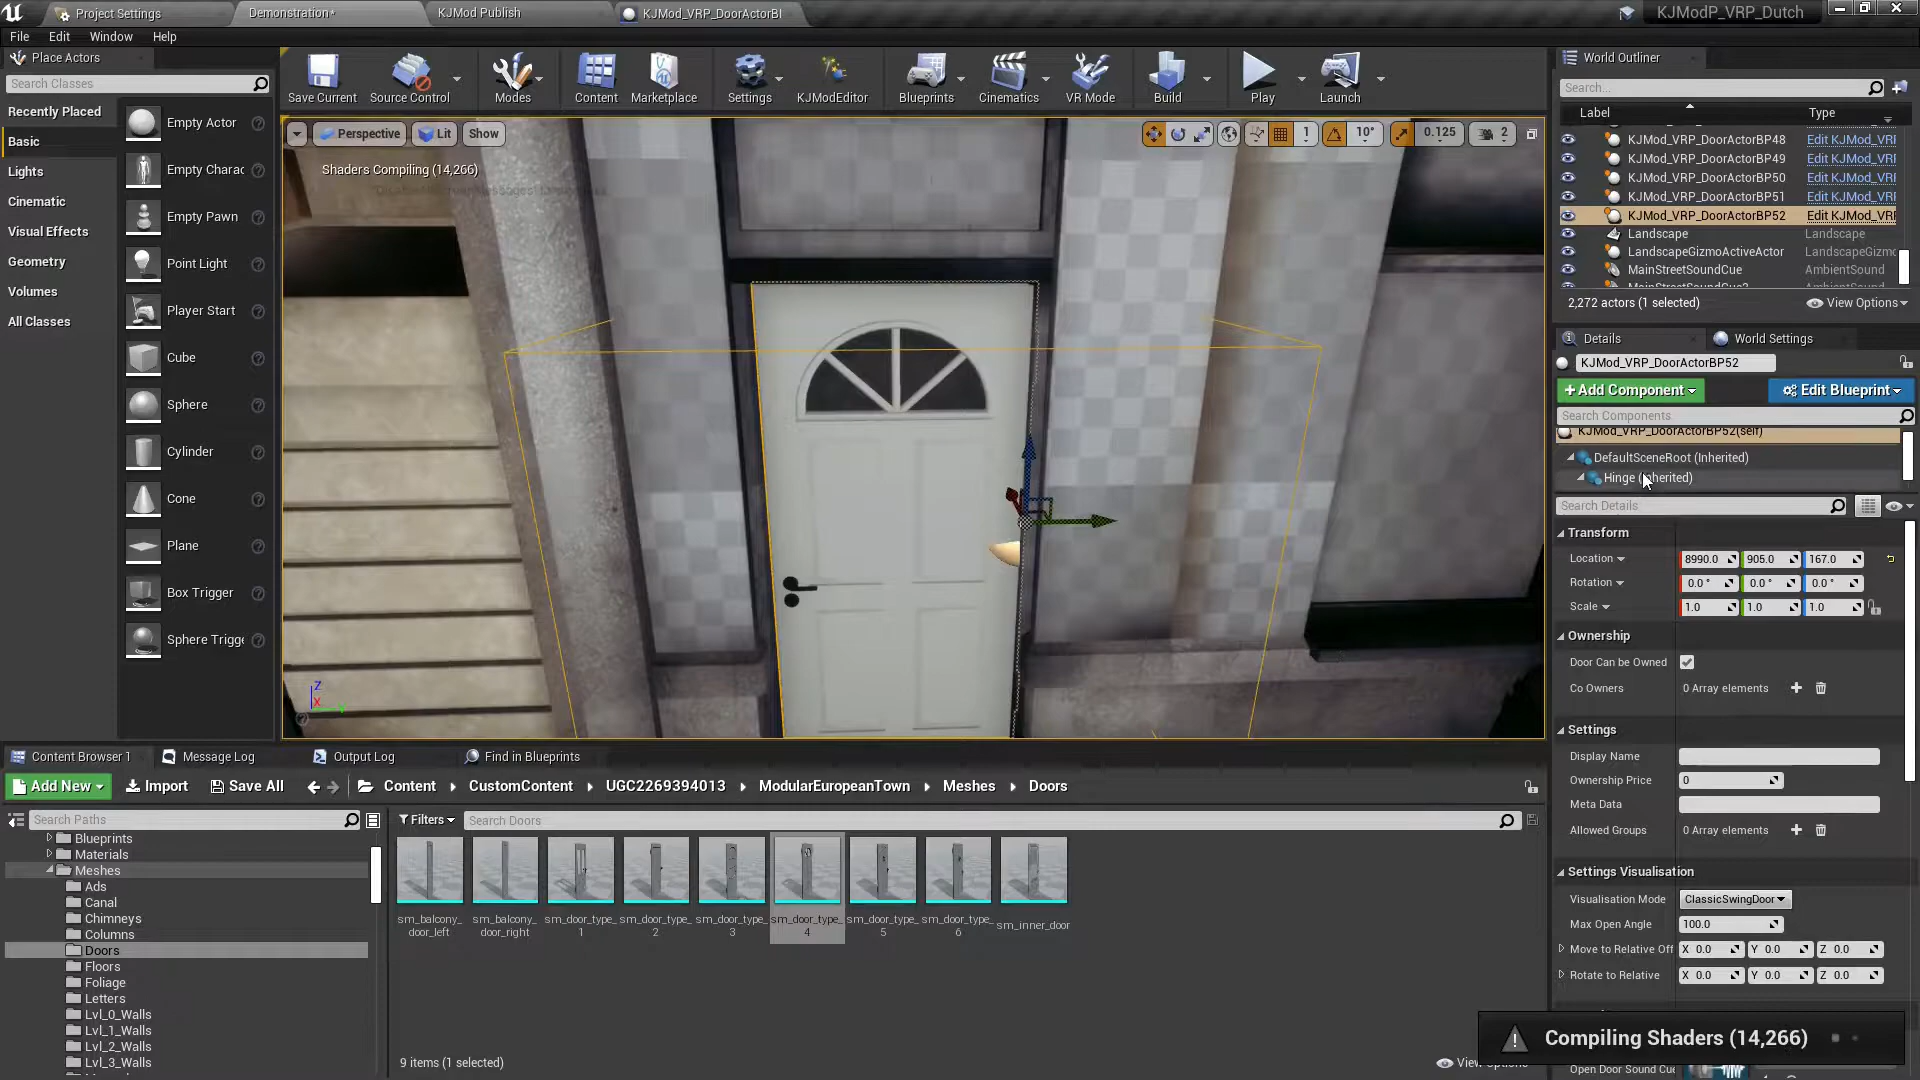 Project Settings
Demonstration*
KJMod Publish
KJMod_VRP_DoorActorBI
KJModP_VRP_Dutch
File
Edit
Window
Help
Place Actors
Search Classes
Recently Placed
Basic
Lights
Cinematic
Visual Effects
Geometry
Volumes
All Classes
Empty Actor
Empty Charac
Empty Pawn
Point Light
Player Start
Cube
Sphere
Cylinder
Cone
Plane
Box Trigger
Sphere Trigge
Save Current
Source Control
Modes
Content
Marketplace
Settings
KJModEditor
Blueprints
Cinematics
VR Mode
Build
Play
Launch
Perspective
Lit
Show
1
10°
0.125
2
Shaders Compiling (14,266)
Z
X
World Outliner
Search...
Label
Type
KJMod_VRP_DoorActorBP48
Edit KJMod_VRI
KJMod_VRP_DoorActorBP49
Edit KJMod_VRI
KJMod_VRP_DoorActorBP50
Edit KJMod_VRI
KJMod_VRP_DoorActorBP51
Edit KJMod_VRI
KJMod_VRP_DoorActorBP52
Edit KJMod_VRI
Landscape
Landscape
LandscapeGizmoActiveActor
LandscapeGizmo
MainStreetSoundCue
AmbientSound
MainStreetSoundCue2
AmbientSound
2,272 actors (1 selected)
View Options
Details
World Settings
KJMod_VRP_DoorActorBP52
+Add Component
Edit Blueprint
Search Components
KJMod_VRP_DoorActorBP52(self)
DefaultSceneRoot (Inherited)
Hinge (Inherited)
Search Details
Transform
Location
8990.0
905.0
167.0
Rotation
0.0 °
0.0 °
0.0 °
Scale
1.0
1.0
1.0
Ownership
Door Can be Owned
Co Owners
0 Array elements
Settings
Display Name
Ownership Price
0
Meta Data
Allowed Groups
0 Array elements
Settings Visualisation
Visualisation Mode
ClassicSwingDoor
Max Open Angle
100.0
Move to Relative Off
X 0.0
Y 0.0
Z 0.0
Rotate to Relative
X 0.0
Y 0.0
Z 0.0
Compiling Shaders (14,266)
Open Door Sound Cue
Content Browser 1
Message Log
Output Log
Find in Blueprints
Add New
Import
Save All
Content
CustomContent
UGC2269394013
ModularEuropeanTown
Meshes
Doors
Search Paths
Filters
Search Doors
Blueprints
Materials
Meshes
Ads
Canal
Chimneys
Columns
Doors
Floors
Foliage
Letters
Lvl_0_Walls
Lvl_1_Walls
Lvl_2_Walls
Lvl_3_Walls
sm_balcony_
door_left
sm_balcony_
door_right
sm_door_type_
1
sm_door_type_
2
sm_door_type_
3
sm_door_type_
4
sm_door_type_
5
sm_door_type_
6
sm_inner_door
9 items (1 selected)
View Options